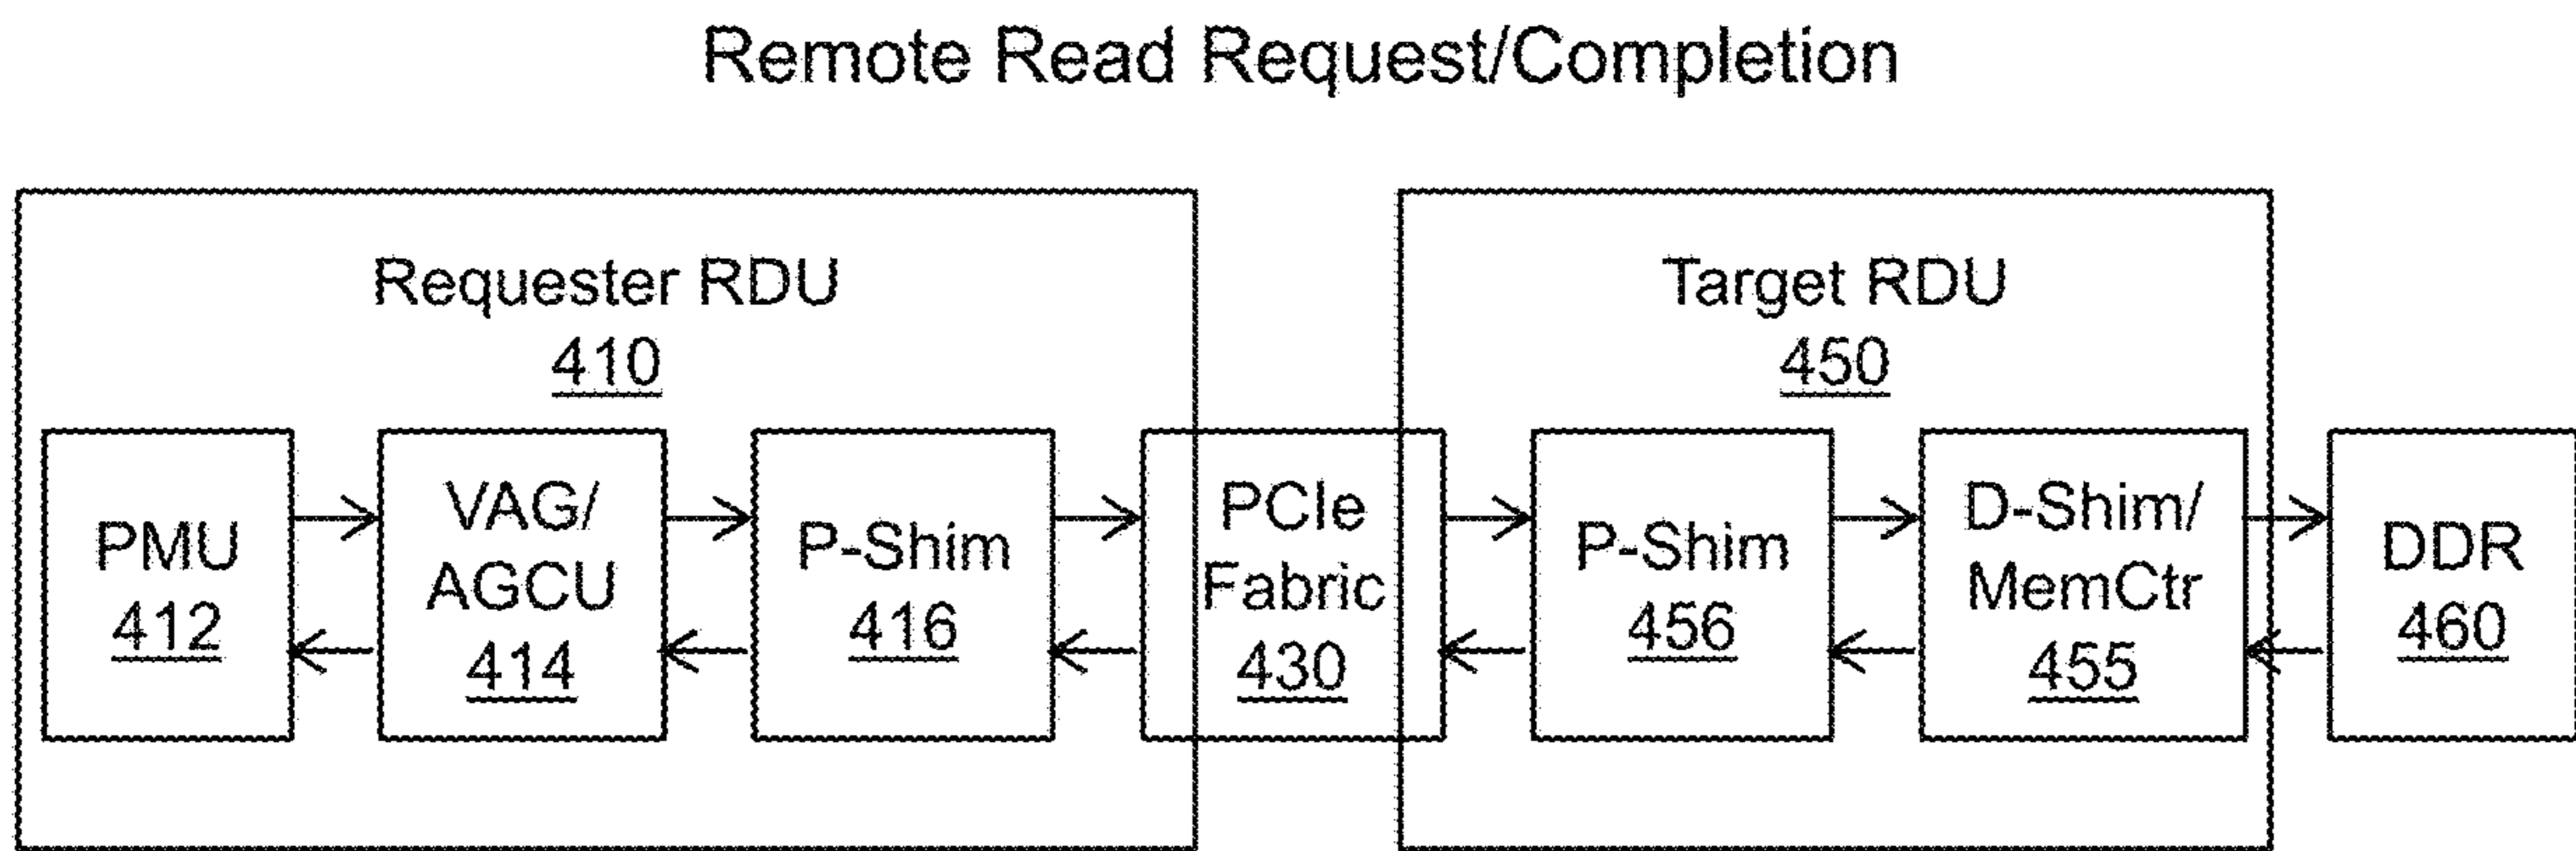 Remote Read Request/Completion
Requester RDU
410
Target RDU
450
PMU
412
VAG/
AGCU
414
P-Shim
416
PCIe
Fabric
430
P-Shim
456
D-Shim/
MemCtr
455
DDR
460